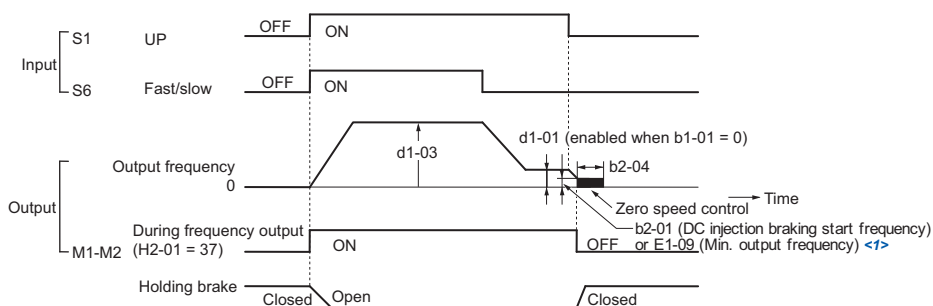 OFF ON
S1 UP
Input
OFF ON
S6 Fast/slow
d1-01 (enabled when b1-01 = 0)
d1-03
b2-04
Output frequency
0
Time
Zero speed control
Output
b2-01 (DC injection braking start frequency)
or E1-09 (Min. output frequency) <1>
During frequency output
(H2-01 = 37)
M1-M2
ON
OFF
Holding brake
Closed Open Closed